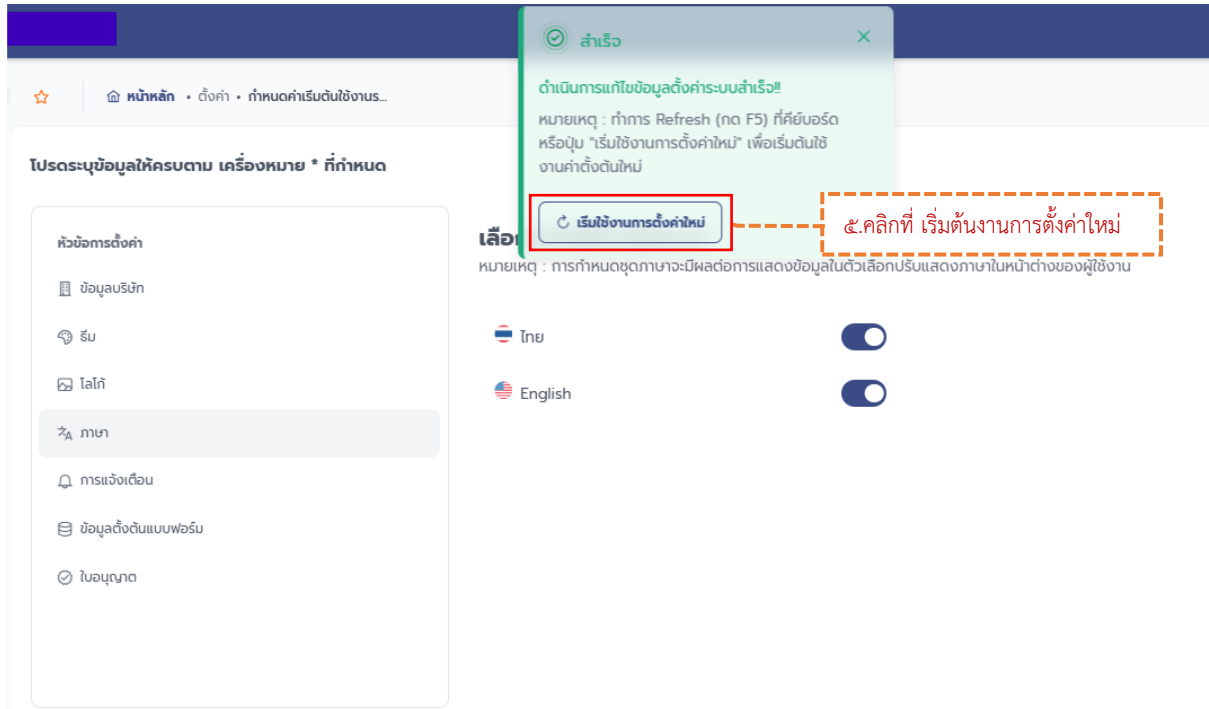 สำเร็จ
ดำเนินการแก้ไขข้อมูลตั้งค่าระบบสำเร็จ!!
หมายเหตุ : ทำการ Refresh (กด F5) ที่คีย์บอร์ด
หรือปุ่ม "เริ่มใช้งานการตั้งค่าใหม่" เพื่อเริ่มต้นใช้
งานค่าตั้งต้นใหม่
เริ่มใช้งานการตั้งค่าใหม่
๕.คลิกที่ เริ่มต้นงานการตั้งค่าใหม่
หน้าหลัก • ตั้งค่า • กำหนดค่าเริ่มต้นใช้งานร...
โปรดระบุข้อมูลให้ครบตาม เครื่องหมาย * ที่กำหนด
หัวข้อการตั้งค่า
ข้อมูลบริษัท
ธีม
โลโก้
ภาษา
การแจ้งเตือน
ข้อมูลตั้งต้นแบบฟอร์ม
ใบอนุญาต
หมายเหตุ : การกำหนดชุดภาษาจะมีผลต่อการแสดงข้อมูลในตัวเลือกปรับแสดงภาษาในหน้าต่างของผู้ใช้งาน
ไทย
English